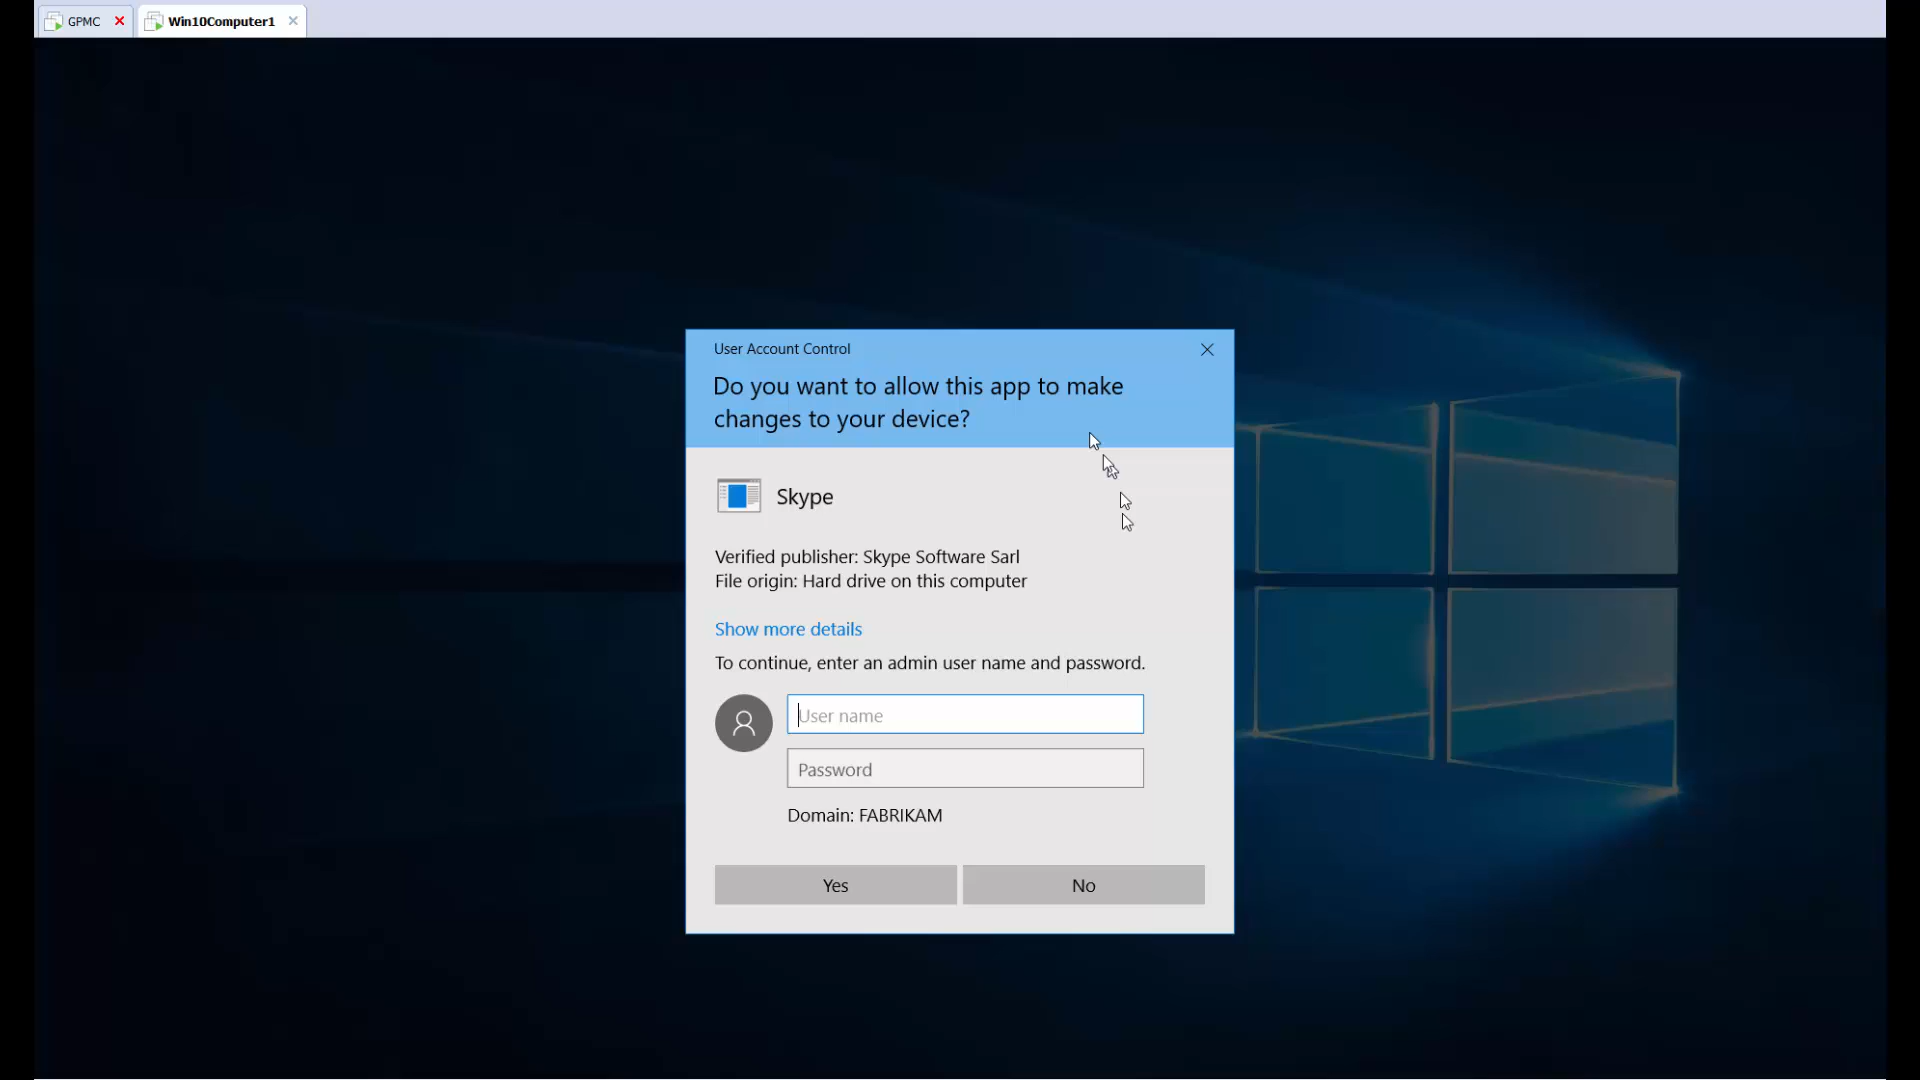 GPMC
Win10Computer1
User Account Control
Do you want to allow this app to make
changes to your device?
Skype
Verified publisher: Skype Software Sarl
File origin: Hard drive on this computer
Show more details
To continue, enter an admin user name and password.
User name
Password
Domain: FABRIKAM
Yes
No